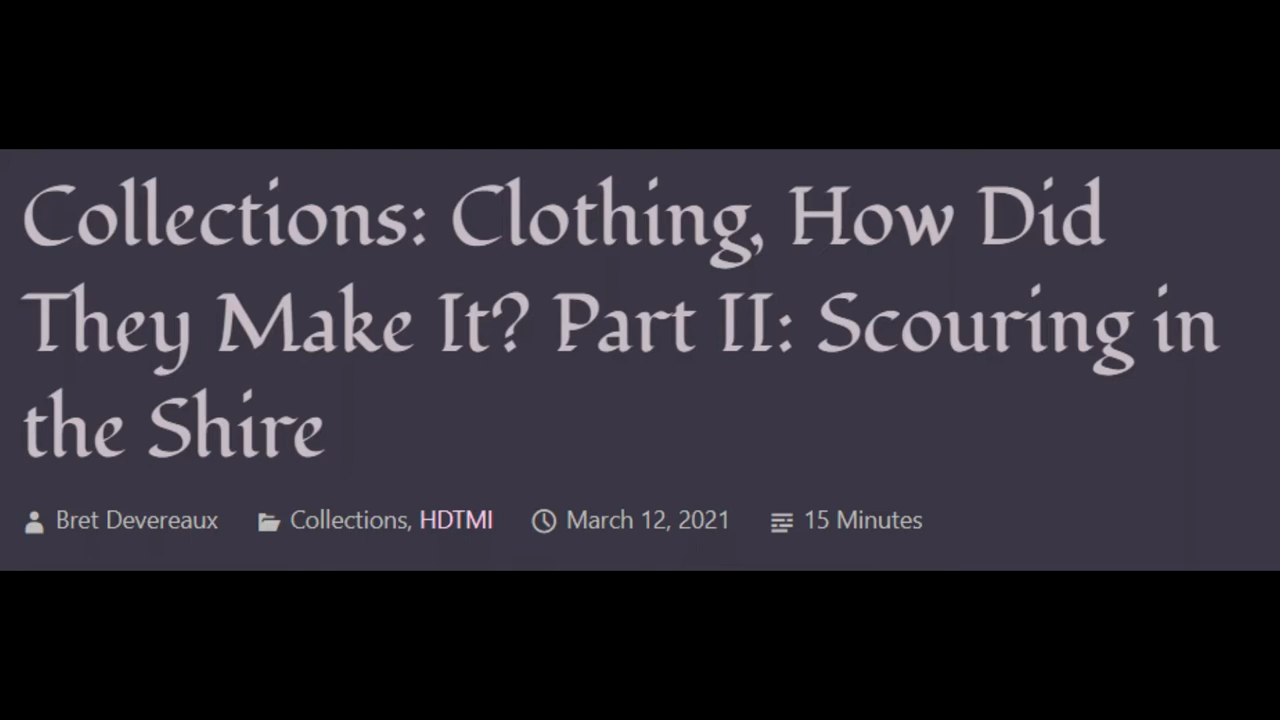 Collections: Clothing, How Did
They Make It? Part II: Scouring in
the Shire
Bret Devereaux Collections, HDTMI March 12, 2021 15 Minutes